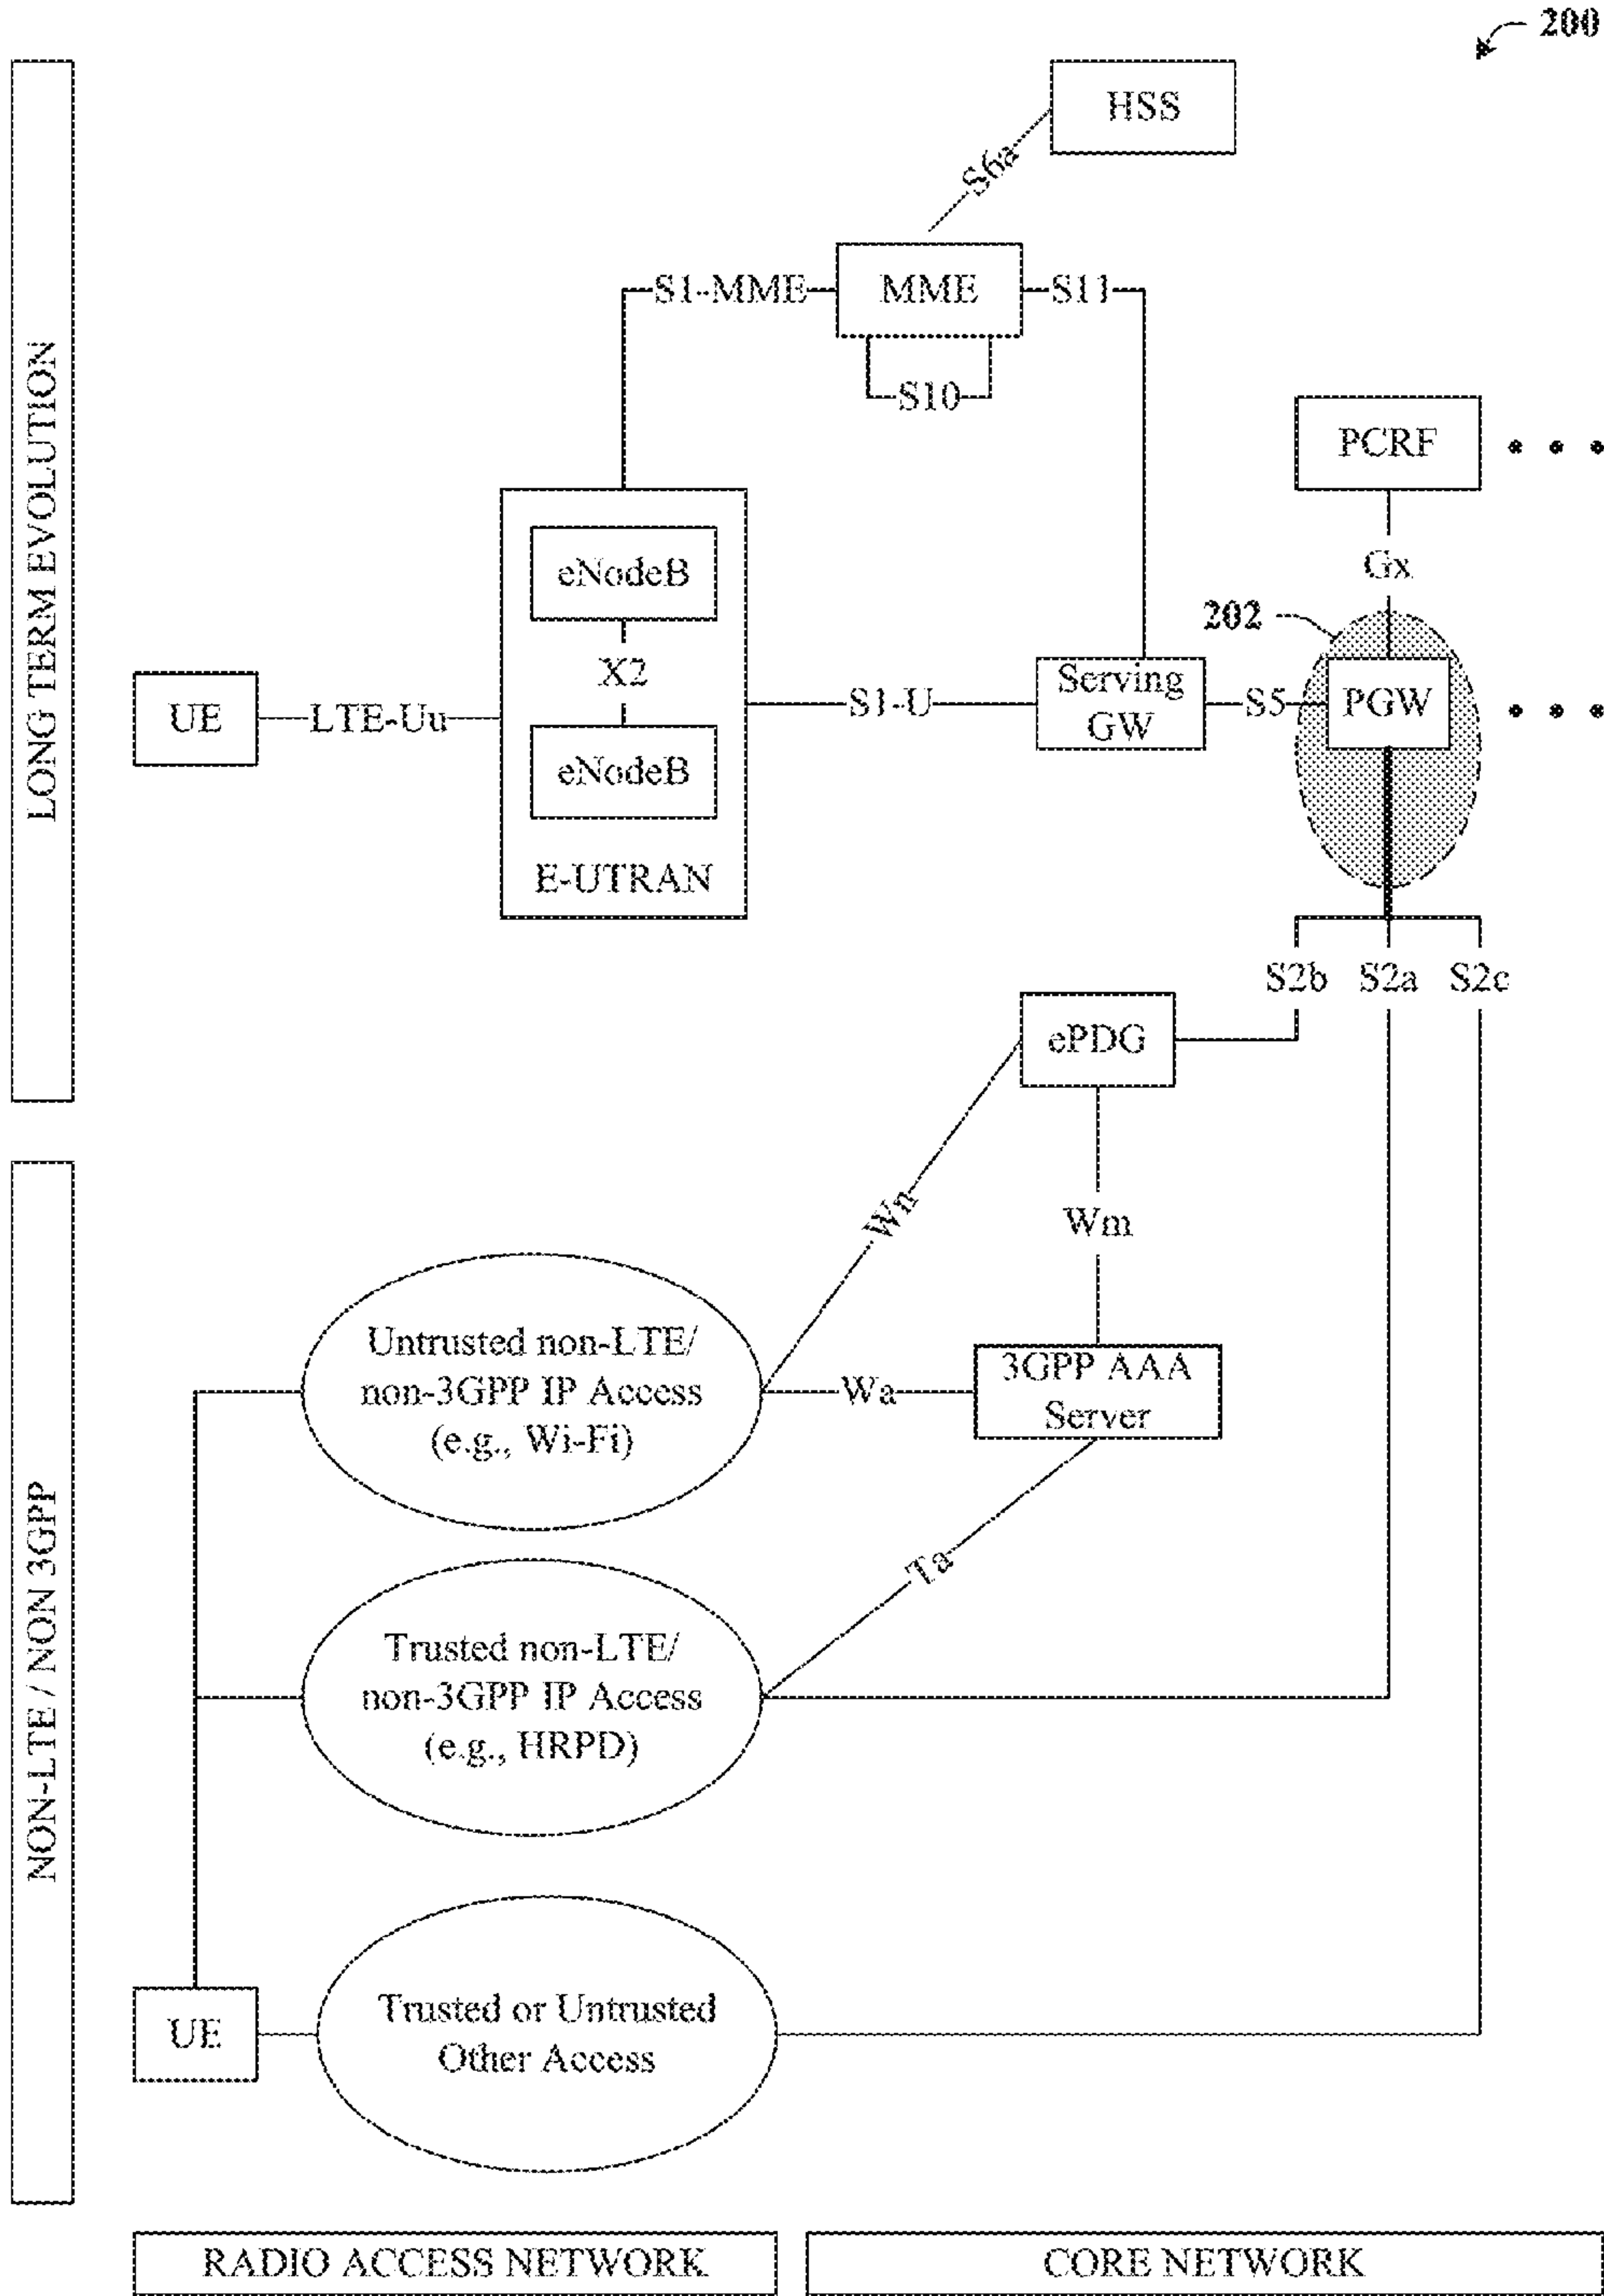 200
HSS
S6a
S1-MME
MME
S11
S10
LONG TERM EVOLUTION
PCRF
Gx
202
eNodeB
X2
eNodeB
E-UTRAN
UE
LTE-Uu
S1-U
Serving
GW
S5
PGW
S2b
S2a
S2c
ePDG
Wn
Wm
Untrusted non-LTE/
non-3GPP IP Access
(e.g., Wi-Fi)
Wa
3GPP AAA
Server
Ta
NON-LTE / NON 3GPP
Trusted non-LTE/
non-3GPP IP Access
(e.g., HRPD)
UE
Trusted or Untrusted
Other Access
RADIO ACCESS NETWORK
CORE NETWORK